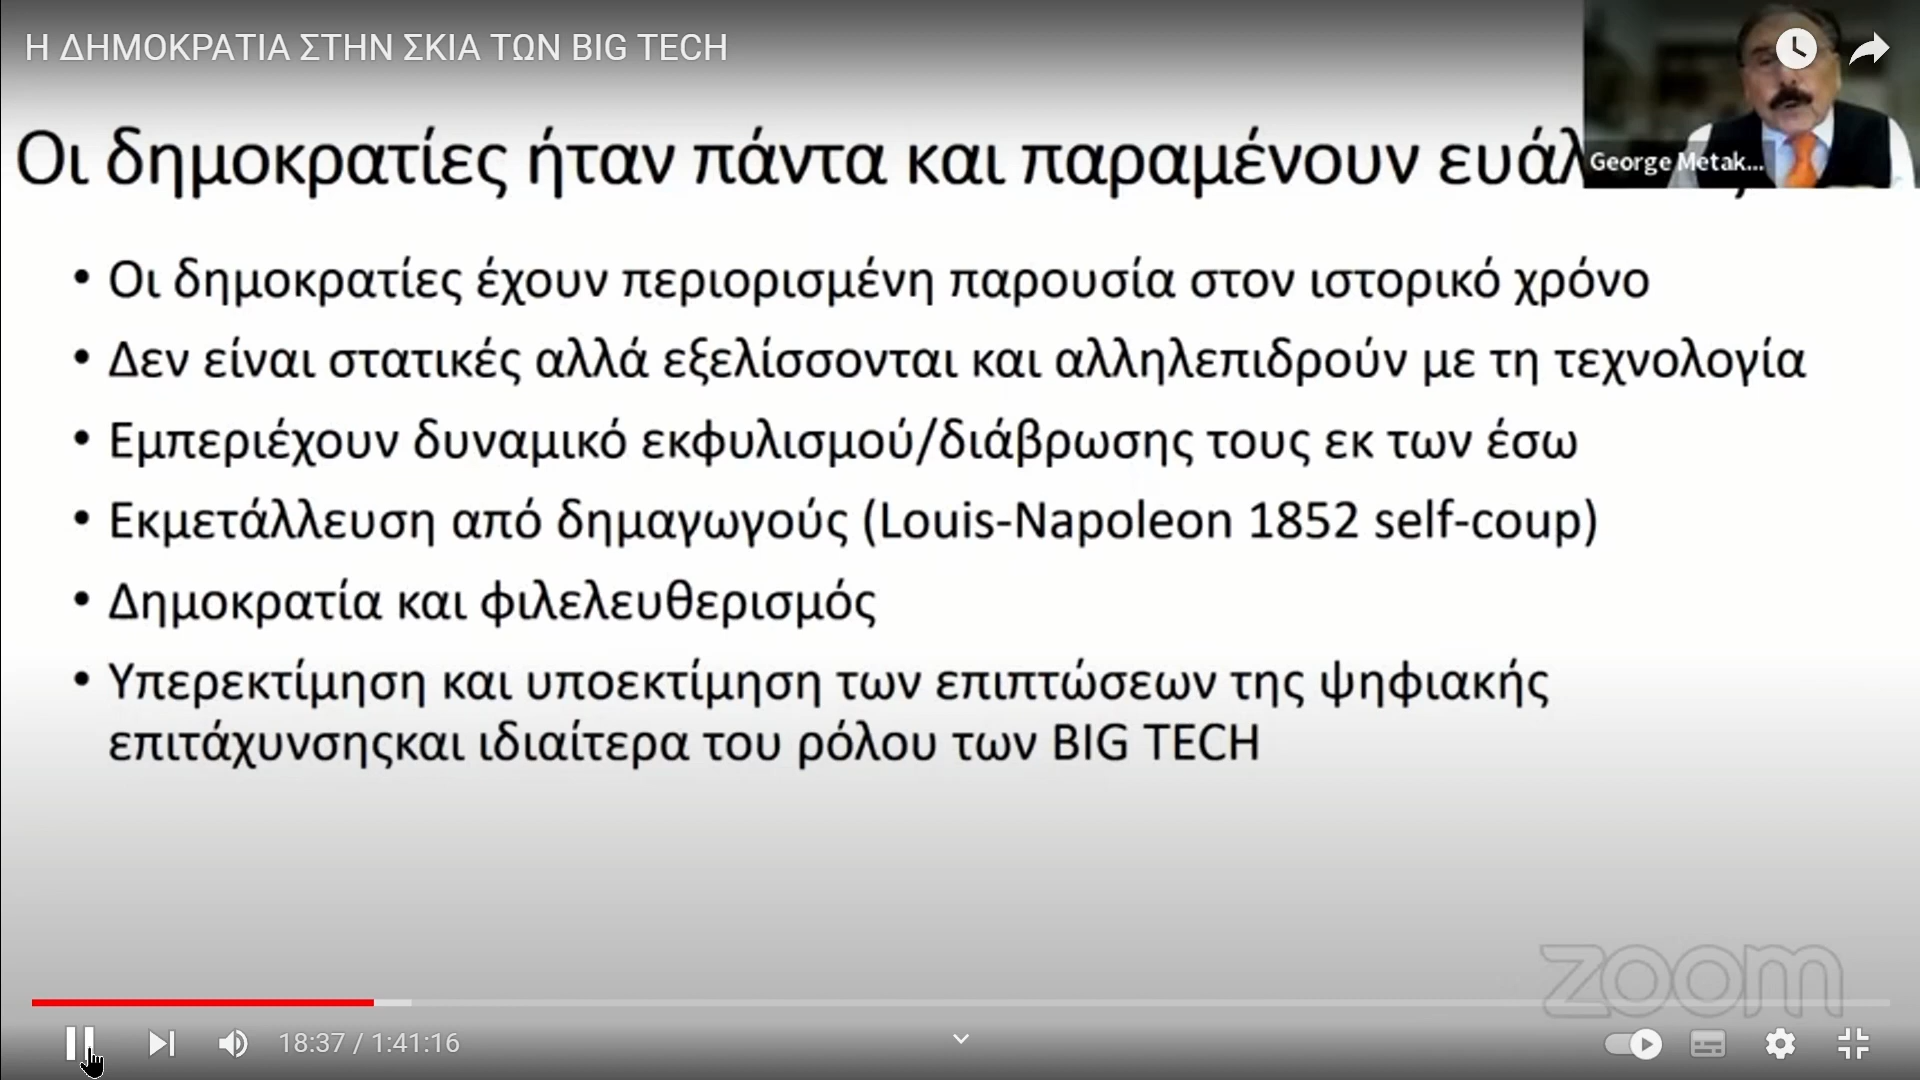 Η ΔΗΜΟΚΡΑΤΙΑ ΣΤΗΝ ΣΚΙΑ ΤΩΝ BIG TECH
Οι δημοκρατίες ήταν πάντα και παραμένουν
George Metak...
• Οι δημοκρατίες έχουν περιορισμένη παρουσία στον ιστορικό χρόνο
• Δεν είναι στατικές αλλά εξελίσσονται και αλληλεπιδρούν με τη τεχνολογία
• Εμπεριέχουν δυναμικό εκφυλισμού/διάβρωσης τους εκ των έσω
• Εκμετάλλευση από δημαγωγούς (Louis-Napoleon 1852 self-coup)
• Δημοκρατία και φιλελευθερισμός
• Υπερεκτίμηση και υποεκτίμηση των επιπτώσεων της ψηφιακής
επιτάχυνσηςκαι ιδιαίτερα του ρόλου των BIG TECH
zoom
18:37 / 1:41:16